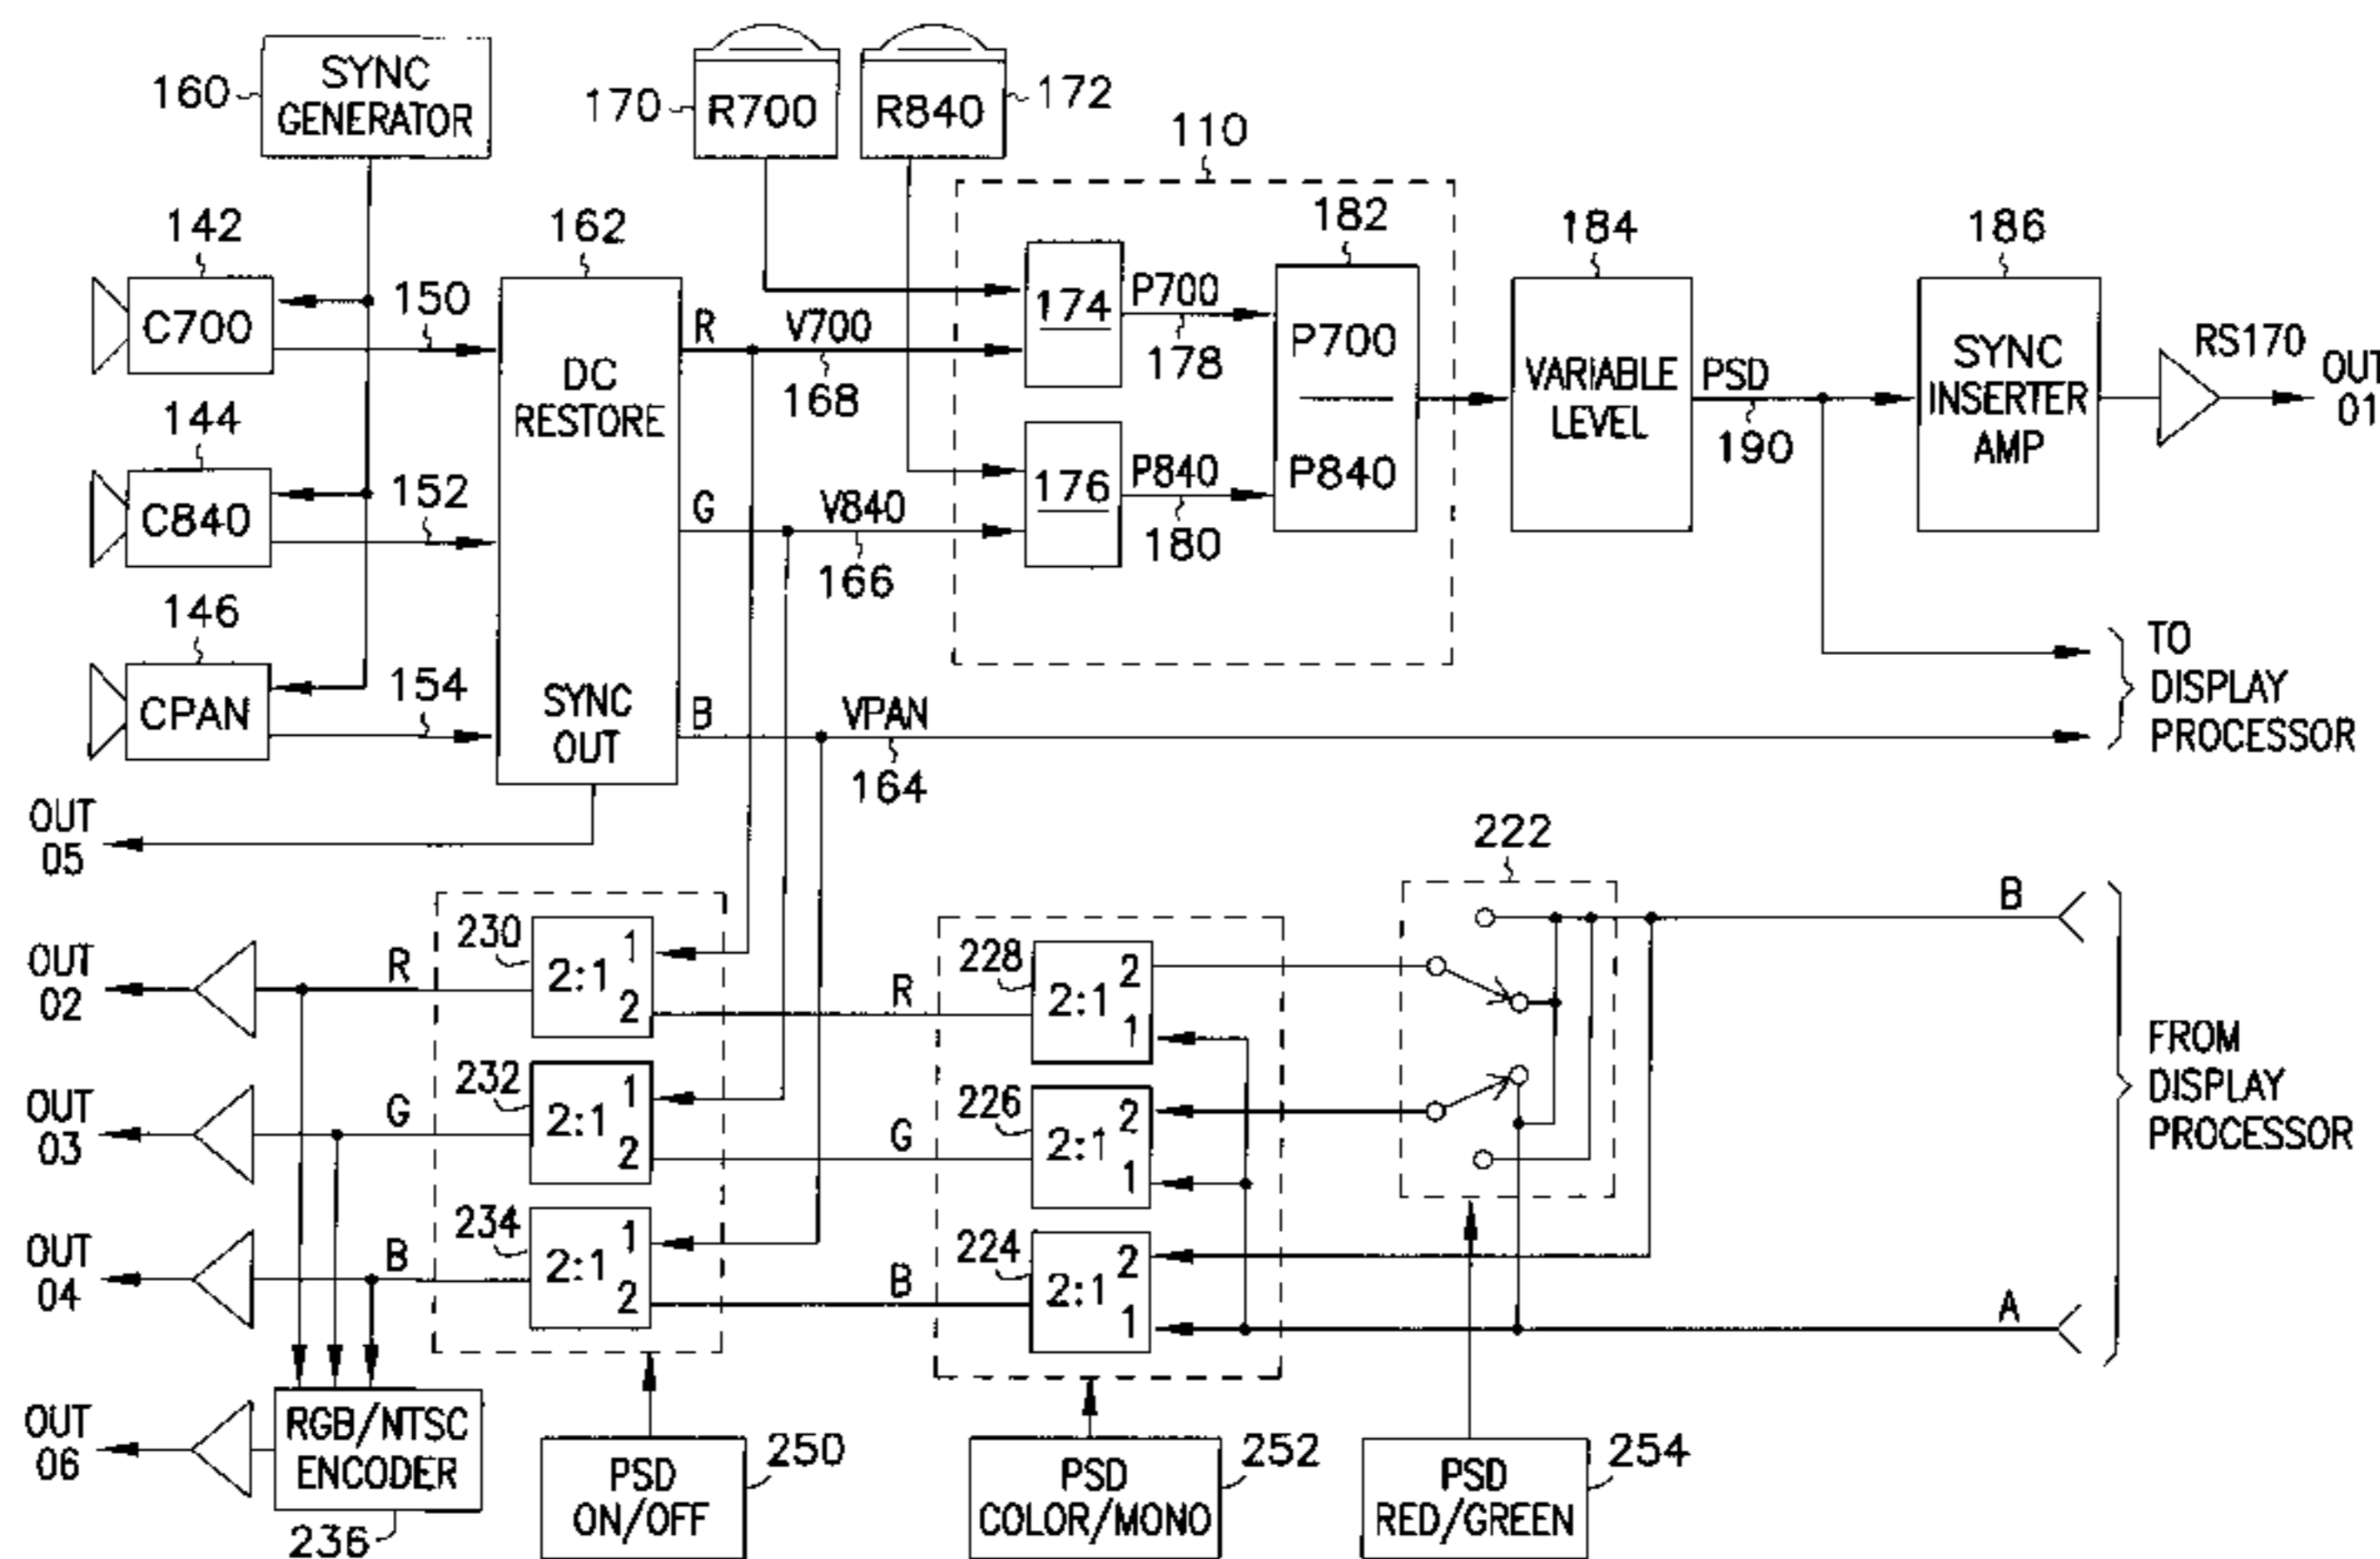 160
SYNC
GENERATOR
170
R700
R840
172
110
142
C700
150
162
DC
RESTORE
SYNC
OUT
R
V700
168
174
P700
178
182
P700
P840
184
VARIABLE
LEVEL
PSD
190
186
SYNC
INSERTER
AMP
RS170
OUT
01
144
C840
152
G
V840
166
176
P840
180
146
CPAN
154
B
VPAN
164
TO
DISPLAY
PROCESSOR
OUT
05
222
OUT
02
R
230
2:1
1
2
R
228
2:1
2
1
B
OUT
03
G
232
2:1
1
2
G
226
2:1
2
1
FROM
DISPLAY
PROCESSOR
OUT
04
B
234
2:1
1
2
B
224
2:1
2
1
A
OUT
06
RGB/NTSC
ENCODER
236
PSD
ON/OFF
250
PSD
COLOR/MONO
252
PSD
RED/GREEN
254